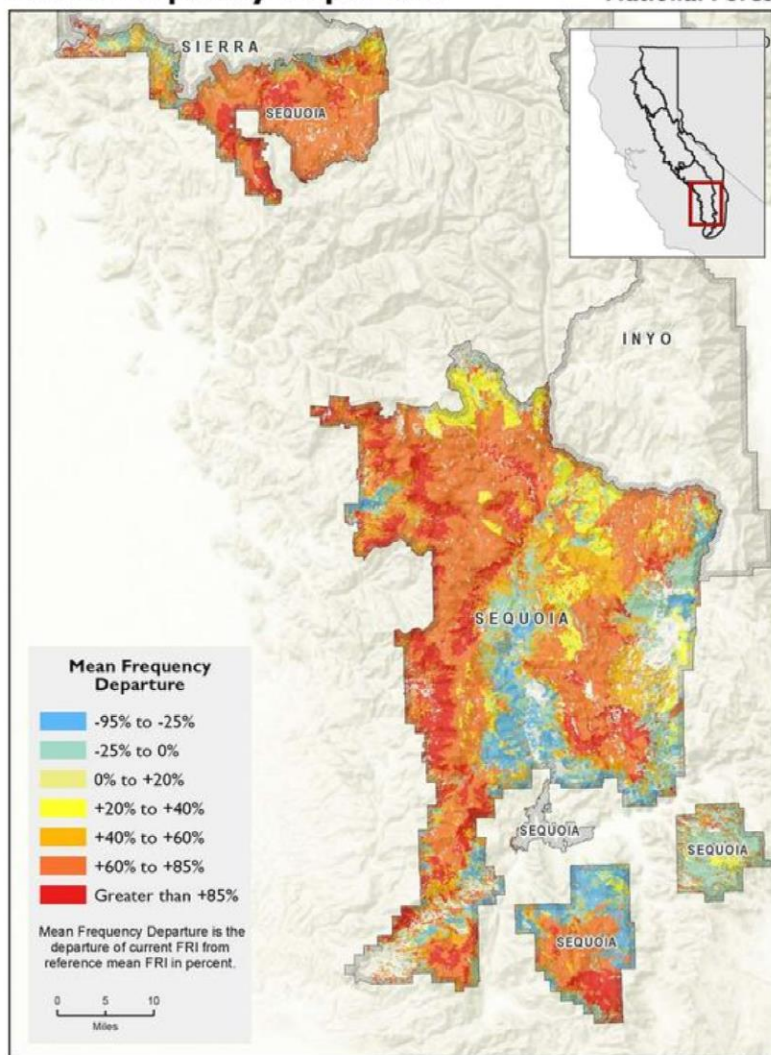 SIERRA
SEQUOIA
INYO
SEQUOIA
Mean Frequency
Departure
-95% to -25%
-25% to 0%
0% to +20%
+20% to +40%
+40% to +60%
+60% to +85%
Greater than +85%
Mean Frequency Departure is the
departure of current FRI from
reference mean FRI in percent.
0 5 10
Miles
SEQUOIA
SEQUOIA
SEQUOIA